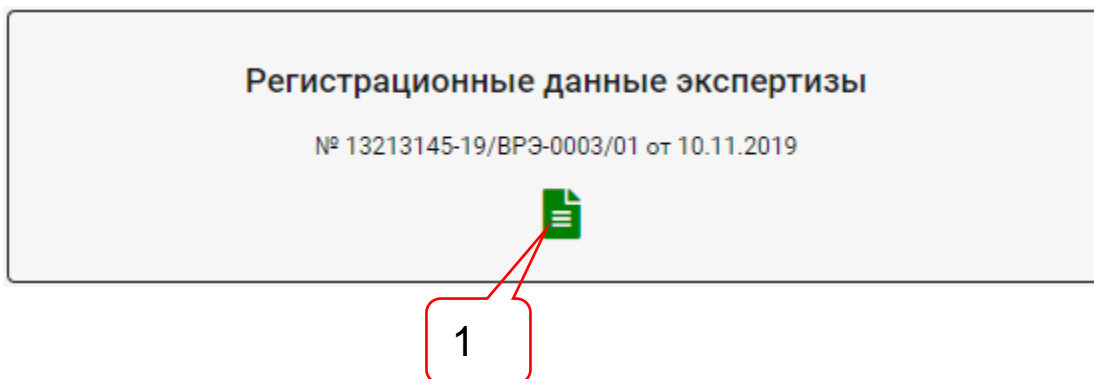 Регистрационные данные экспертизы
№ 13213145-19/ВРЭ-0003/01 от 10.11.2019
1